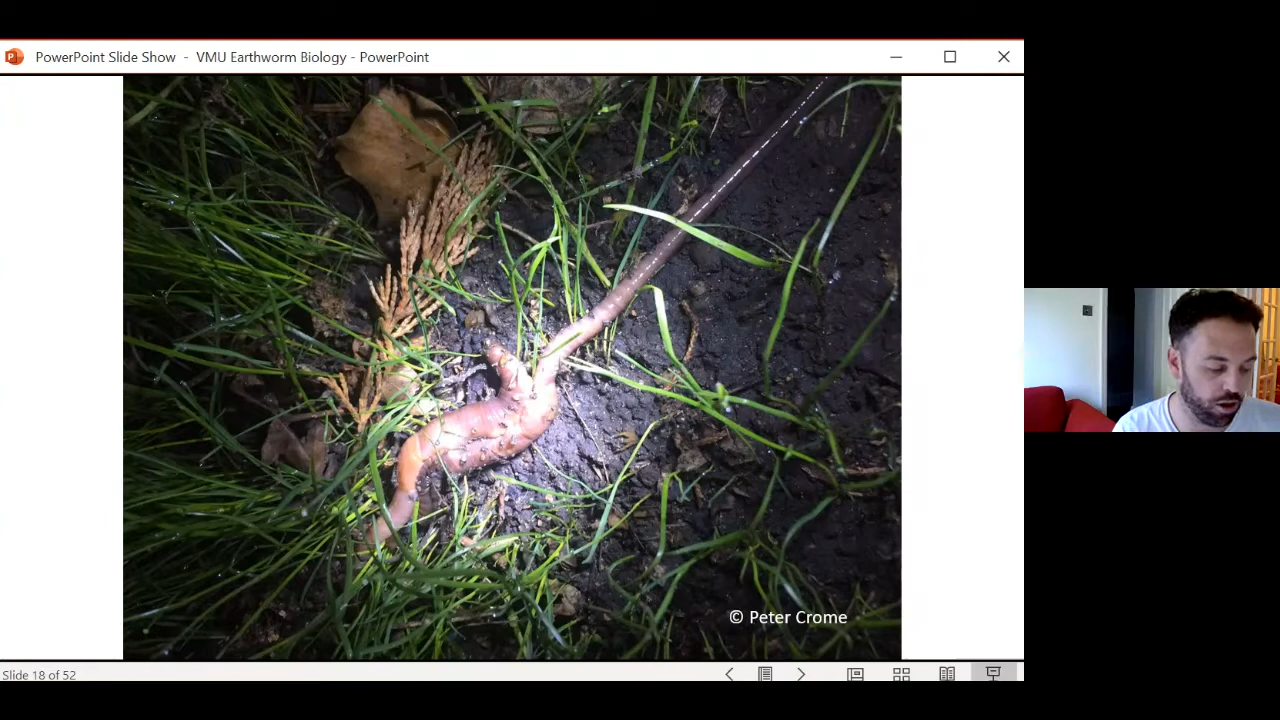 PowerPoint Slide Show - VMU Earthworm Biology - PowerPoint
© Peter Crome
Slide 18 of 52